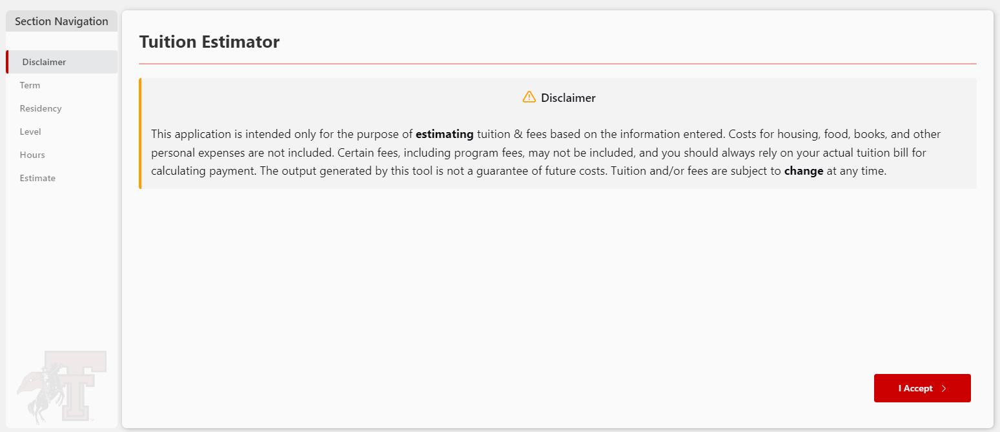 Section Navigation
Disclaimer
Term
Residency
Level
Hours
Estimate
Tuition Estimator
Disclaimer
This application is intended only for the purpose of estimating tuition & fees based on the information entered. Costs for housing, food, books, and other
personal expenses are not included. Certain fees, including program fees, may not be included, and you should always rely on your actual tuition bill for
calculating payment. The output generated by this tool is not a guarantee of future costs. Tuition and/or fees are subject to change at any time.
I Accept